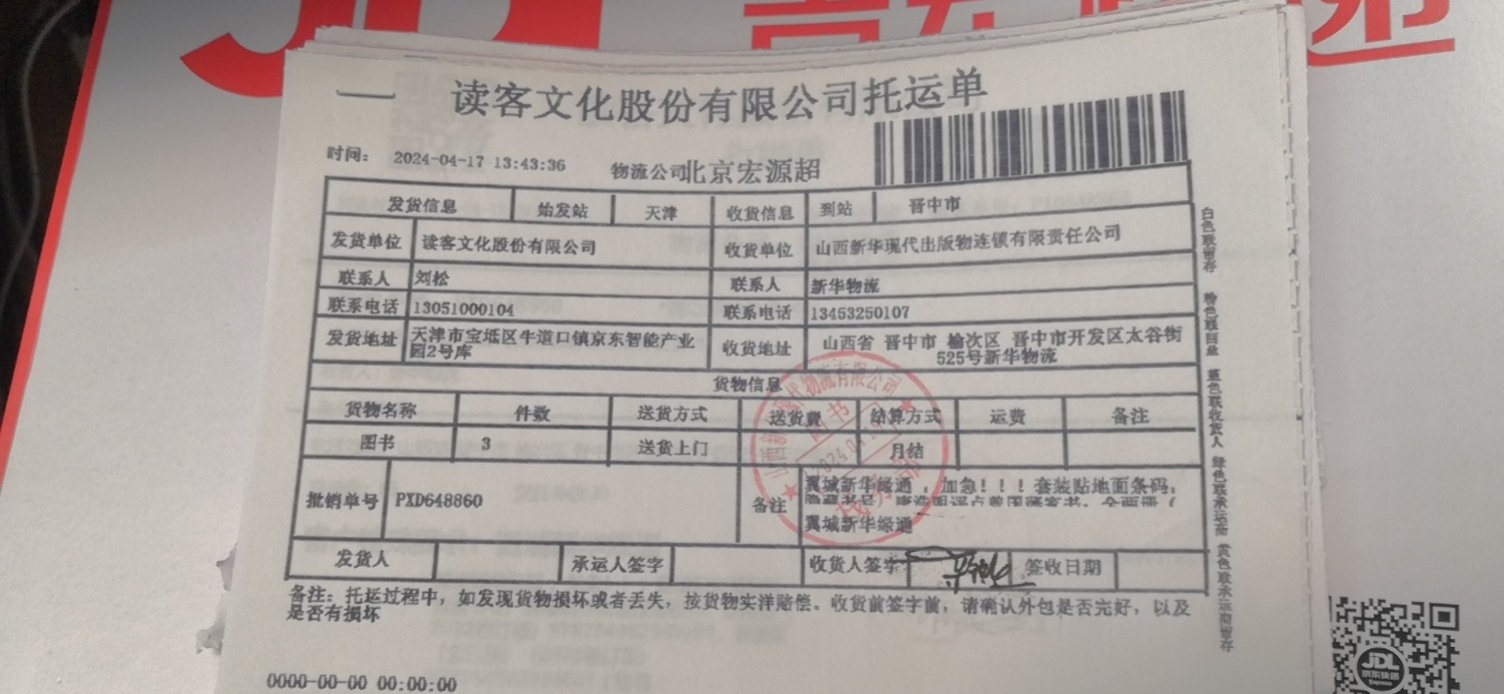 读客文化股份有限公司托运单
时间： 2024-04-17 13:43:36 物流公司北京宏源超
发货信息 始发站 天津 收货信息 到站 晋中市
发货单位 读客文化股份有限公司 收货单位 山西新华现代出版物连锁有限责任公司
联系人 刘松 联系人 新华物流
联系电话 13051000104 联系电话 13453250107
发货地址 天津市宝坻区牛道口镇京东智能产业园2号库 收货地址 山西省 晋中市 榆次区 晋中市开发区太谷街525号新华物流
货物信息
货物名称 件数 送货方式 送货费 结算方式 运费 备注
图书 3 送货上门 月结
批销单号 PXD648860 备注 翼城新华绿通，加急！！！套装贴地面条码；
翼城新华绿通
发货人 承运人签字 收货人签字 签收日期
备注：托运过程中，如发现货物损坏或者丢失，按货物实洋赔偿。收货前签字前，请确认外包是否完好，以及
是否有损坏
0000-00-00 00:00:00
白色联留存 粉色联回单 蓝色联收货人 绿色联承运商 黄色联承运商留存
JDL
京东快递